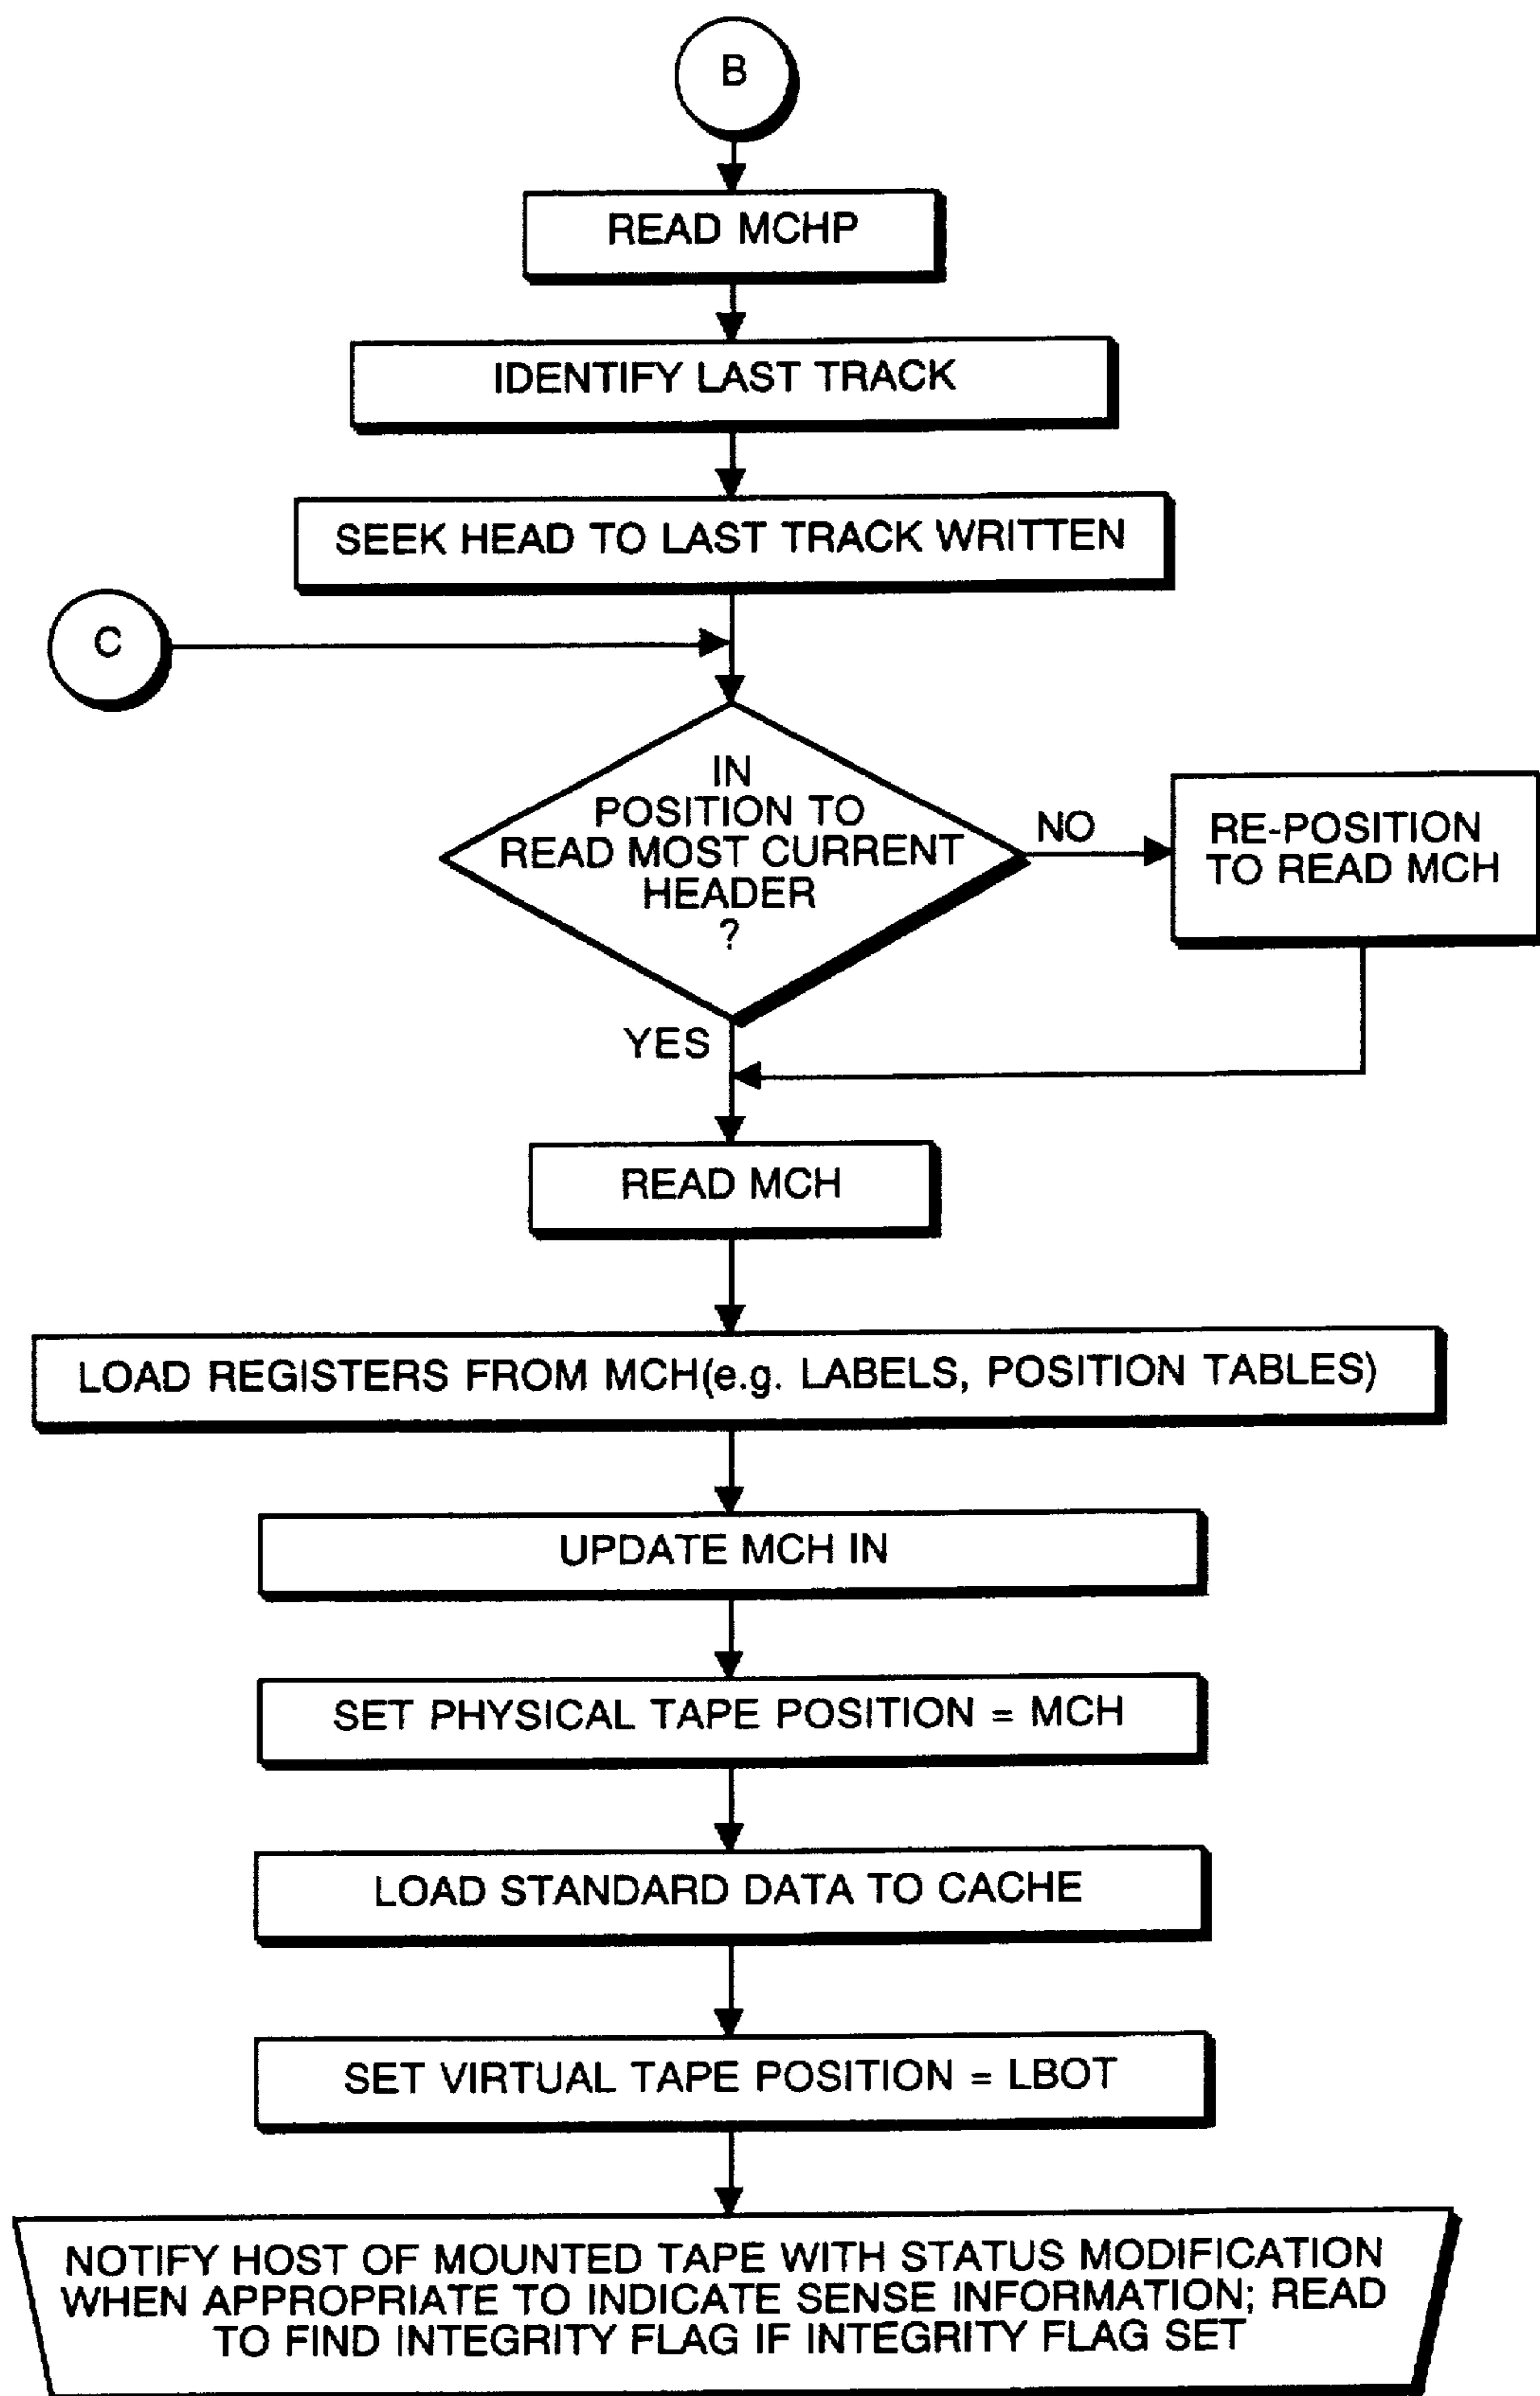 B
READ MCHP
IDENTIFY LAST TRACK
SEEK HEAD TO LAST TRACK WRITTEN
C
IN
POSITION TO
READ MOST CURRENT
HEADER
?
NO
RE-POSITION
TO READ MCH
YES
READ MCH
LOAD REGISTERS FROM MCH(e.g. LABELS, POSITION TABLES)
UPDATE MCH IN
SET PHYSICAL TAPE POSITION = MCH
LOAD STANDARD DATA TO CACHE
SET VIRTUAL TAPE POSITION = LBOT
NOTIFY HOST OF MOUNTED TAPE WITH STATUS MODIFICATION
WHEN APPROPRIATE TO INDICATE SENSE INFORMATION; READ
TO FIND INTEGRITY FLAG IF INTEGRITY FLAG SET